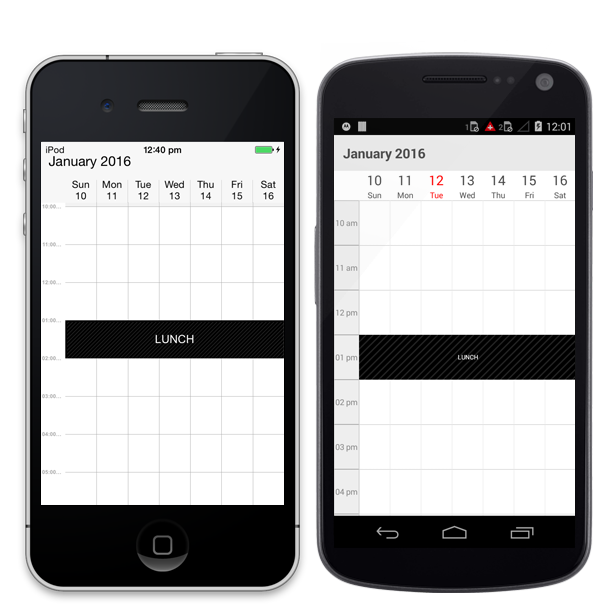 iPod 12:40 pm
January 2016
Sun Mon Tue Wed Thu Fri Sat
10 11 12 13 14 15 16
10:00...
11:00...
12:00...
01:00...
LUNCH
02:00...
03:00...
04:00...
05:00...
1 2 12:01
January 2016
10 11 12 13 14 15 16
Sun Mon Tue Wed Thu Fri Sat
10 am
11 am
12 pm
01 pm LUNCH
02 pm
03 pm
04 pm